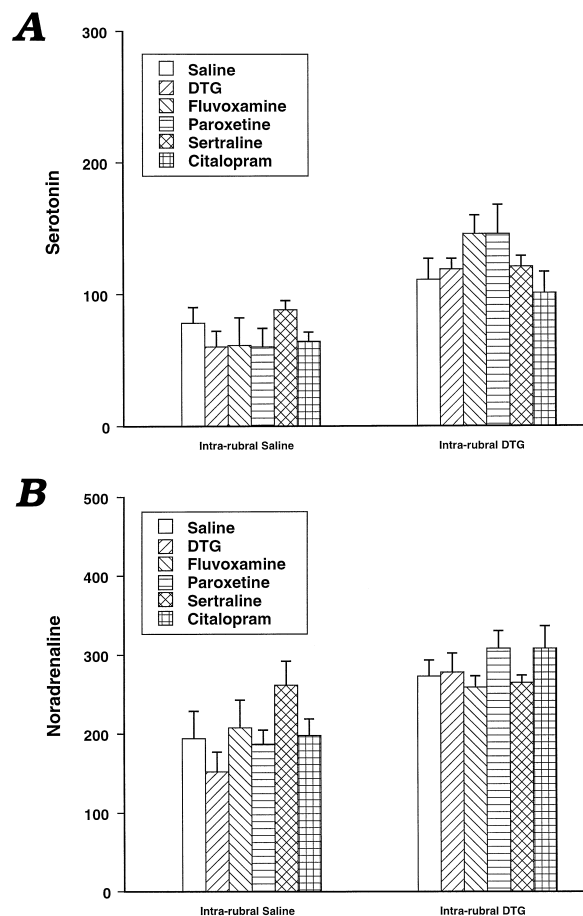 A
300
200
100
0
Serotonin
Saline
DTG
Fluvoxamine
Paroxetine
Sertraline
Citalopram
Intra-rubral Saline
Intra-rubral DTG
B
500
400
300
200
100
0
Noradrenaline
Saline
DTG
Fluvoxamine
Paroxetine
Sertraline
Citalopram
Intra-rubral Saline
Intra-rubral DTG